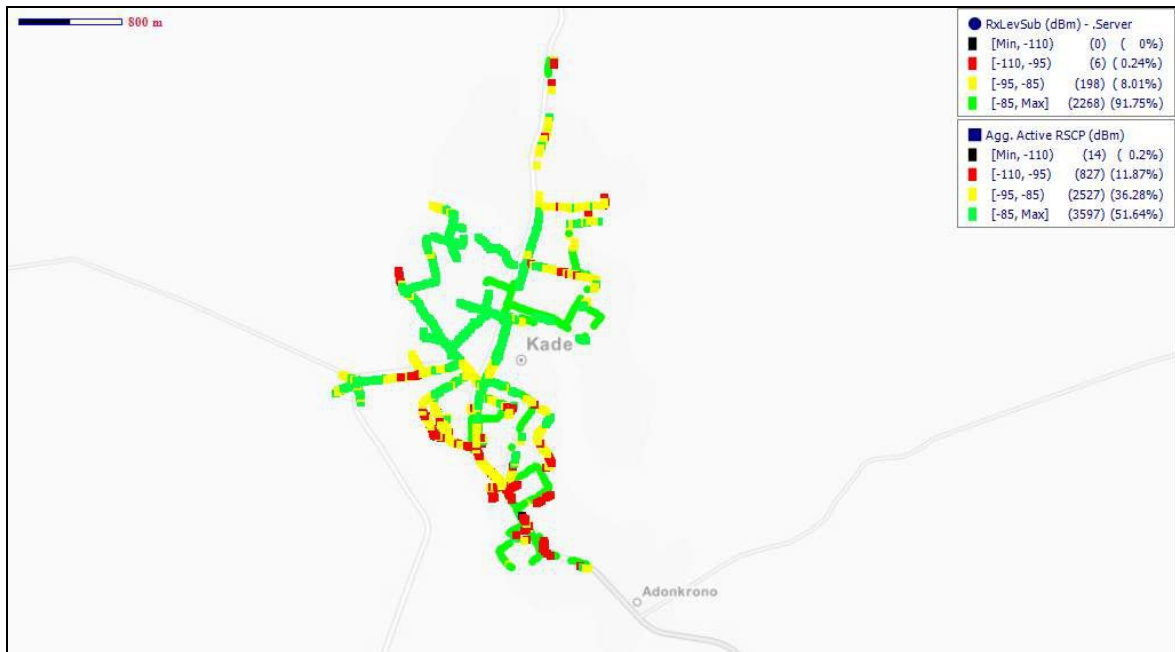 800 m
RxLevSub (dBm) - .Server
[Min, -110) (0) ( 0%)
[-110, -95) (6) ( 0.24%)
[-95, -85) (198) ( 8.01%)
[-85, Max] (2268) (91.75%)
Agg. Active RSCP (dBm)
[Min, -110) (14) ( 0.2%)
[-110, -95) (827) (11.87%)
[-95, -85) (2527) (36.28%)
[-85, Max] (3597) (51.64%)
Kade
Adonkrono